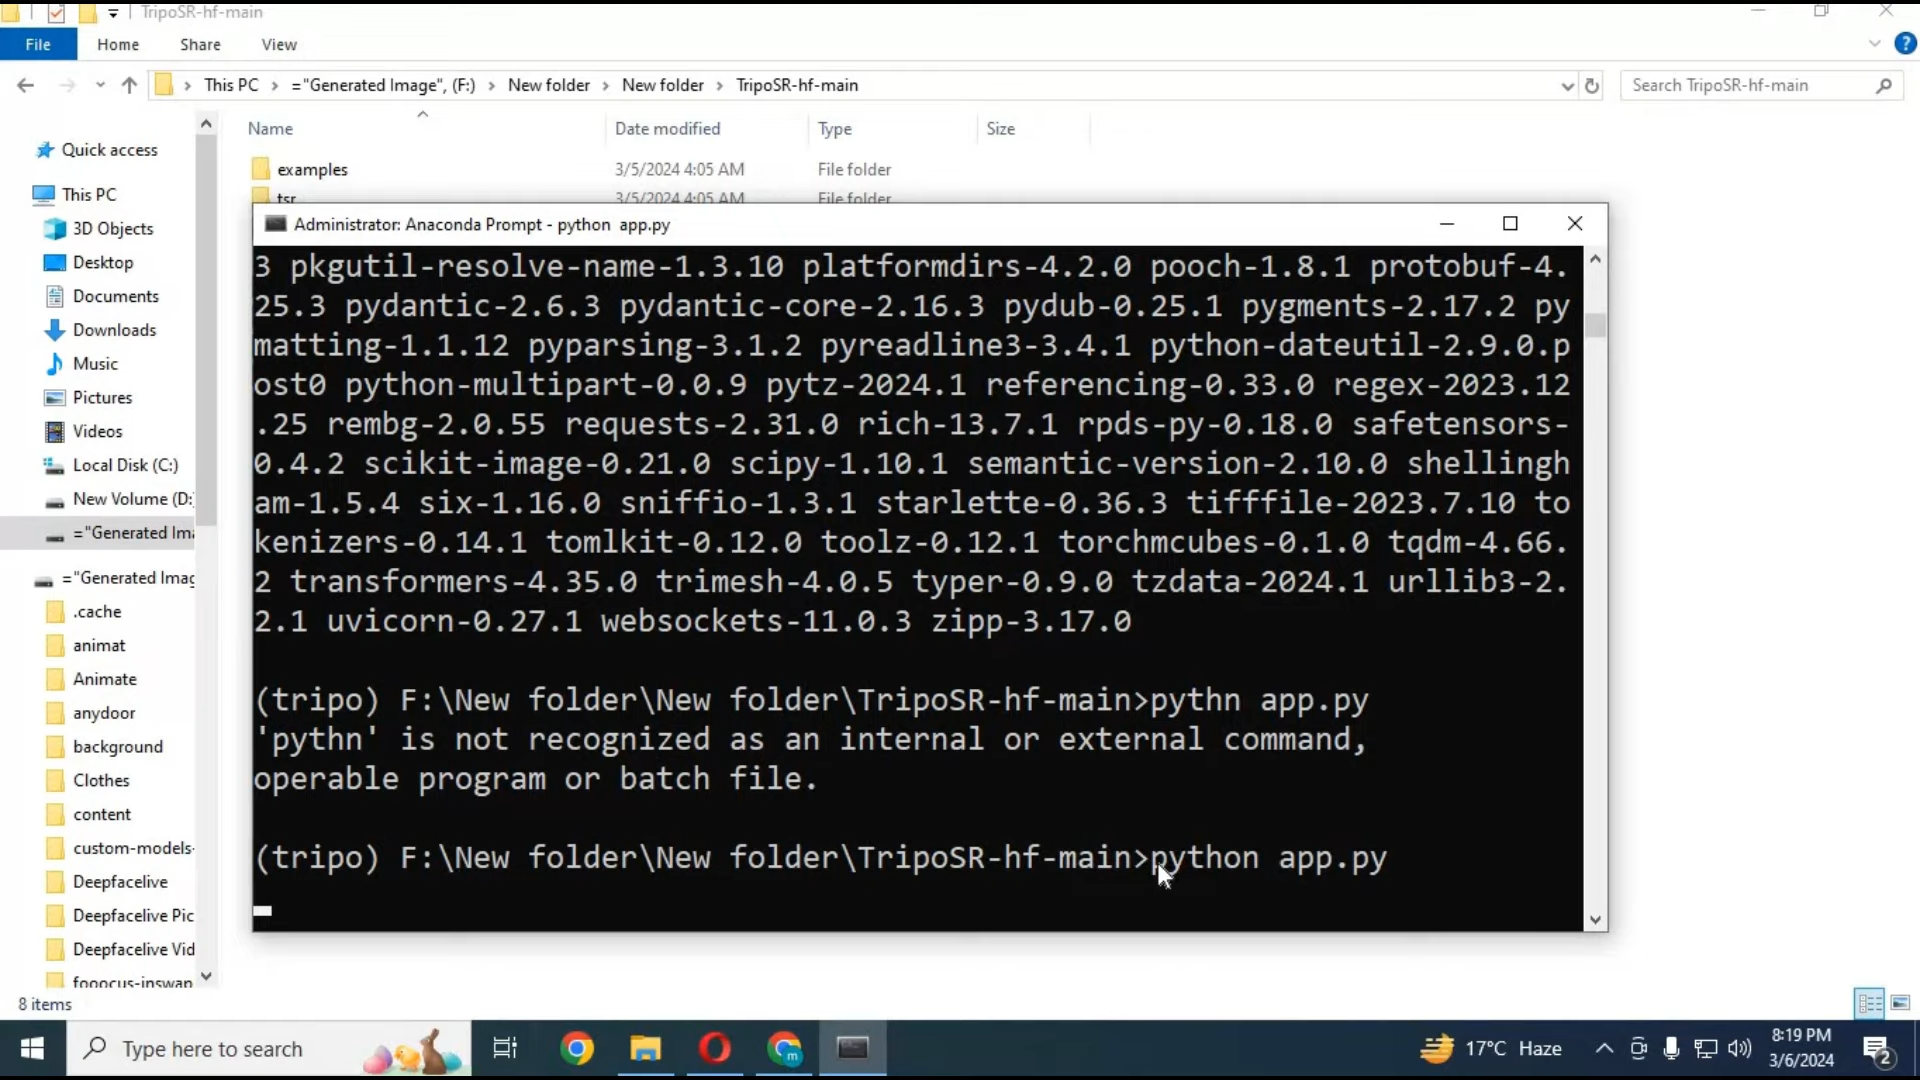 TripoSR-hf-main
File Home Share View
This PC ="Generated Image", (F:) New folder New folder TripoSR-hf-main
Search TripoSR-hf-main
Name Date modified Type Size
examples 3/5/2024 4:05 AM File folder
tsr 3/5/2024 4:05 AM File folder
Quick access
This PC
3D Objects
Desktop
Documents
Downloads
Music
Pictures
Videos
Local Disk (C:)
New Volume (D:
="Generated Ima
="Generated Imag
.cache
animat
Animate
anydoor
background
Clothes
content
custom-models-
Deepfacelive
Deepfacelive Pic
Deepfacelive Vid
fooocus-inswap
8 items
Administrator: Anaconda Prompt - python app.py
3 pkgutil-resolve-name-1.3.10 platformdirs-4.2.0 pooch-1.8.1 protobuf-4.
25.3 pydantic-2.6.3 pydantic-core-2.16.3 pydub-0.25.1 pygments-2.17.2 py
matting-1.1.12 pyparsing-3.1.2 pyreadline3-3.4.1 python-dateutil-2.9.0.p
ost0 python-multipart-0.0.9 pytz-2024.1 referencing-0.33.0 regex-2023.12
.25 rembg-2.0.55 requests-2.31.0 rich-13.7.1 rpds-py-0.18.0 safetensors-
0.4.2 scikit-image-0.21.0 scipy-1.10.1 semantic-version-2.10.0 shellingh
am-1.5.4 six-1.16.0 sniffio-1.3.1 starlette-0.36.3 tifffile-2023.7.10 to
kenizers-0.14.1 tomlkit-0.12.0 toolz-0.12.1 torchmcubes-0.1.0 tqdm-4.66.
2 transformers-4.35.0 trimesh-4.0.5 typer-0.9.0 tzdata-2024.1 urllib3-2.
2.1 uvicorn-0.27.1 websockets-11.0.3 zipp-3.17.0
(tripo) F:\New folder\New folder\TripoSR-hf-main>pythn app.py
'pythn' is not recognized as an internal or external command,
operable program or batch file.
(tripo) F:\New folder\New folder\TripoSR-hf-main>python app.py
Type here to search
m
17°C Haze
8:19 PM
3/6/2024
2